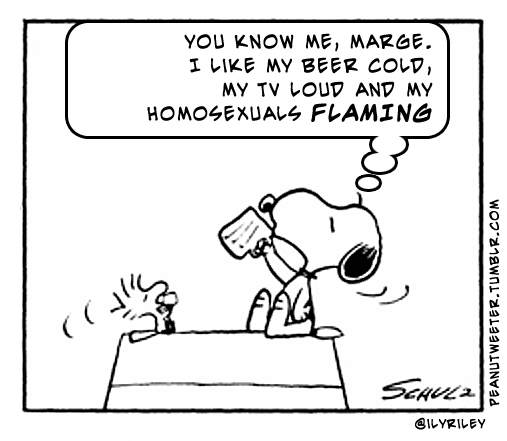 YOU KNOW ME, MARGE.
I LIKE MY BEER COLD,
MY TV LOUD AND MY
HOMOSEXUALS FLAMING
PEANUTWEETER.TUMBLR.COM
SCHULZ
@ILYRILEY